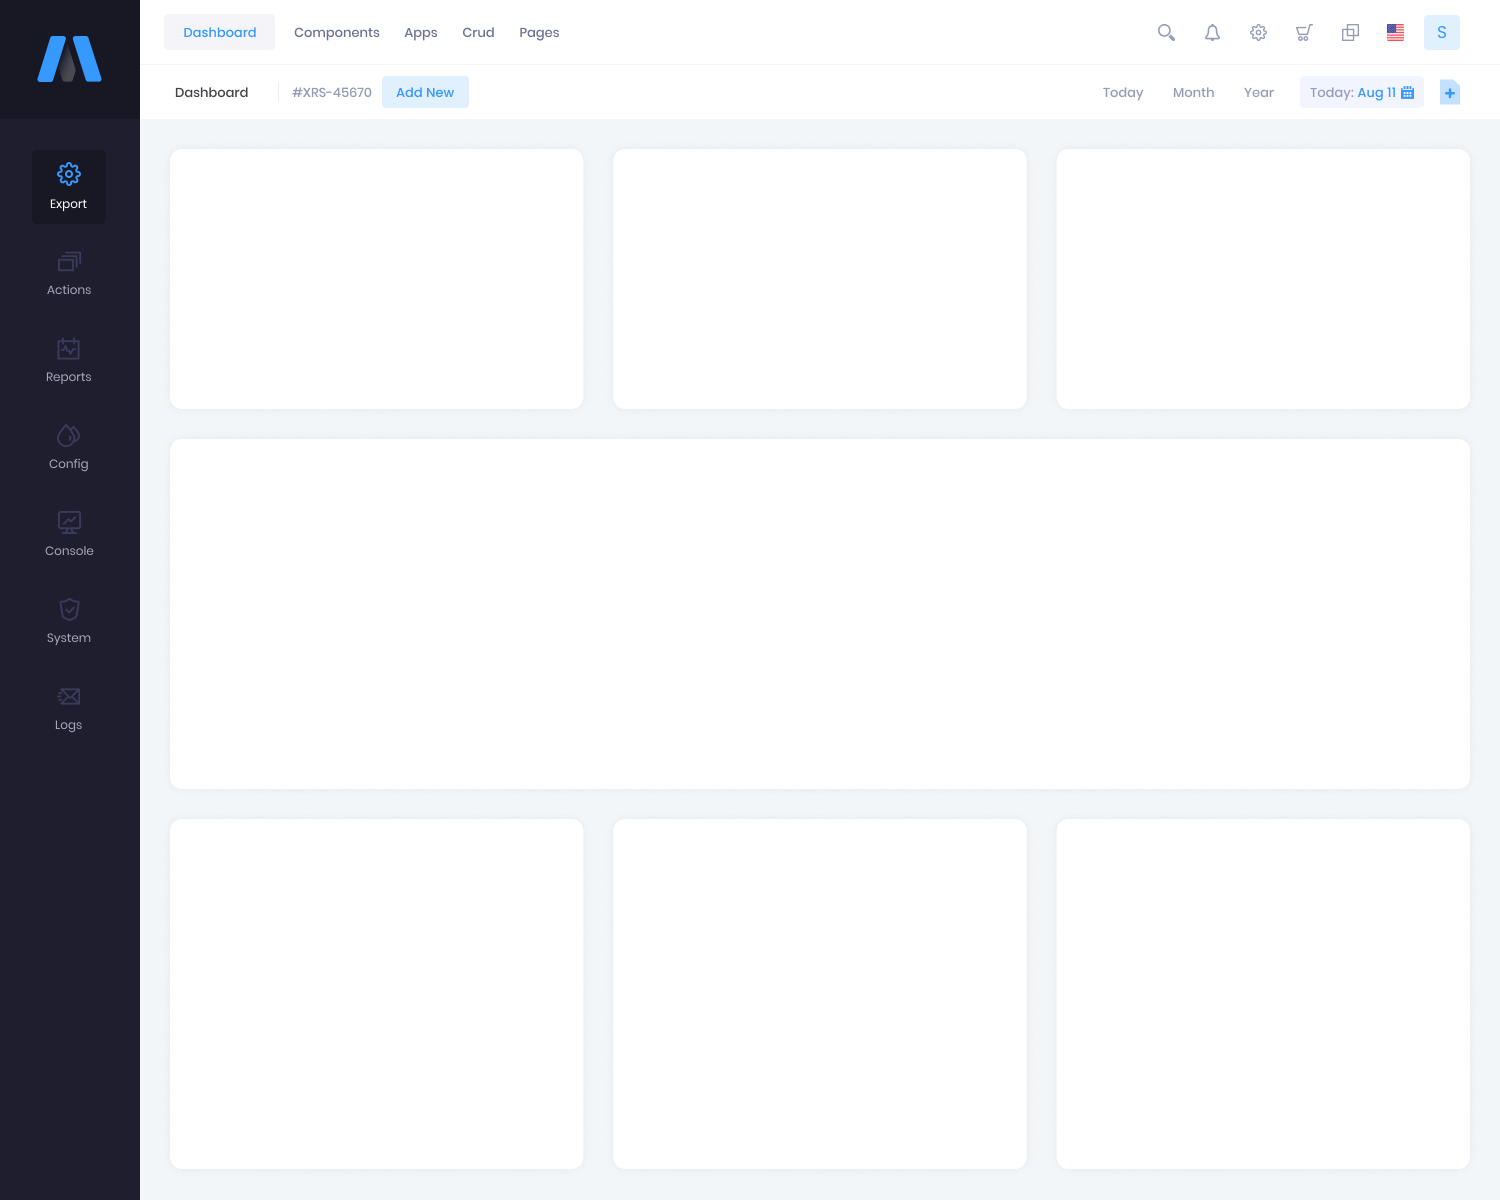 Dashboard Components Apps Crud Pages S
Dashboard #XRS-45670 Add New Today Month Year Today: Aug 11
Export
Actions
Reports
Config
Console
System
Logs